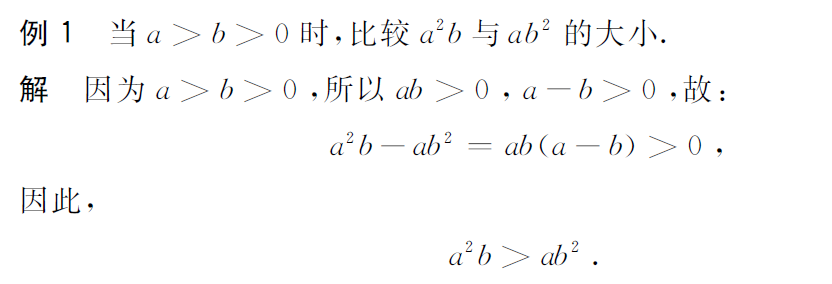 例 1 当 a > b > 0 时,比较 a²b 与 ab² 的大小.
解 因为 a > b > 0 ,所以 ab > 0 , a - b > 0 ,故:
a²b - ab² = ab(a - b) > 0 ,
因此,
a²b > ab² .